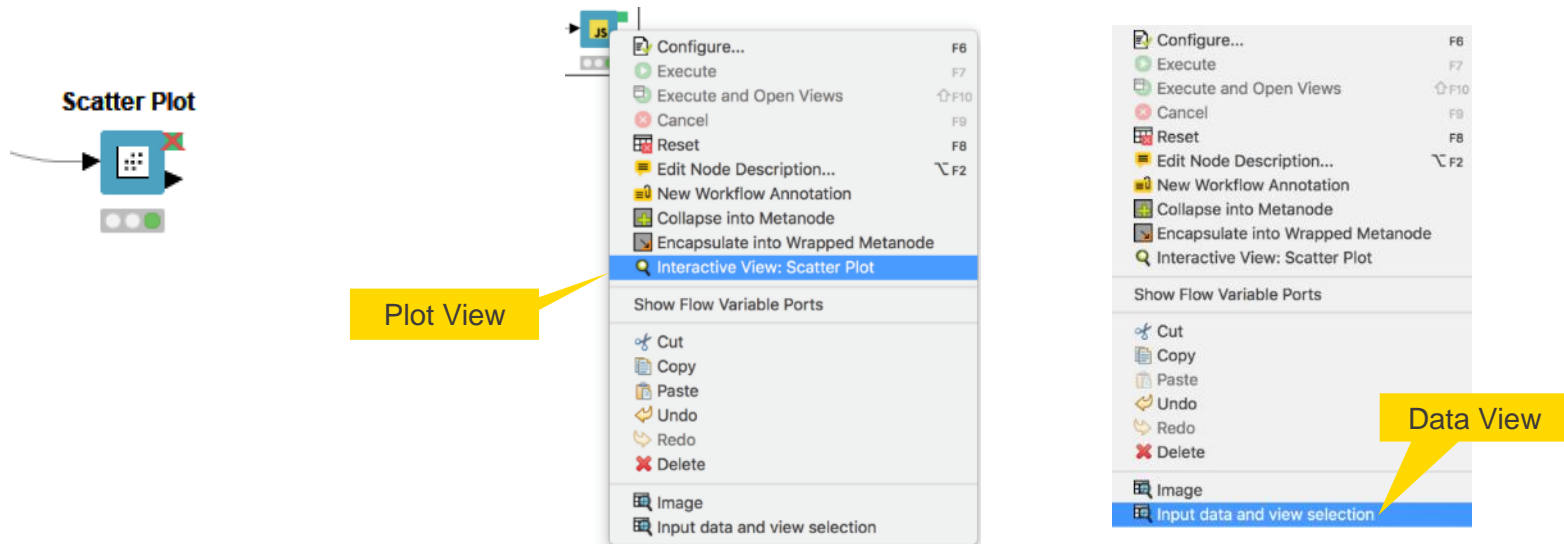 Scatter Plot
JS
Plot View
Configure... F6
Execute F7
Execute and Open Views ⇧F10
Cancel F9
Reset F8
Edit Node Description... ⌥F2
New Workflow Annotation
Collapse into Metanode
Encapsulate into Wrapped Metanode
Interactive View: Scatter Plot
Show Flow Variable Ports
Cut
Copy
Paste
Undo
Redo
Delete
Image
Input data and view selection
Configure... F6
Execute F7
Execute and Open Views ⇧F10
Cancel F9
Reset F8
Edit Node Description... ⌥F2
New Workflow Annotation
Collapse into Metanode
Encapsulate into Wrapped Metanode
Interactive View: Scatter Plot
Show Flow Variable Ports
Cut
Copy
Paste
Undo
Redo
Delete
Image
Input data and view selection
Data View